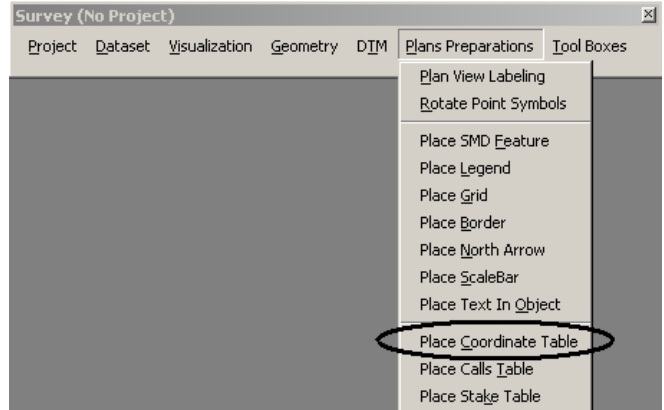 Survey (No Project)
Project Dataset Visualization Geometry DTM Plans Preparations Tool Boxes
Plan View Labeling
Rotate Point Symbols
Place SMD Feature
Place Legend
Place Grid
Place Border
Place North Arrow
Place ScaleBar
Place Text In Object
Place Coordinate Table
Place Calls Table
Place Stake Table